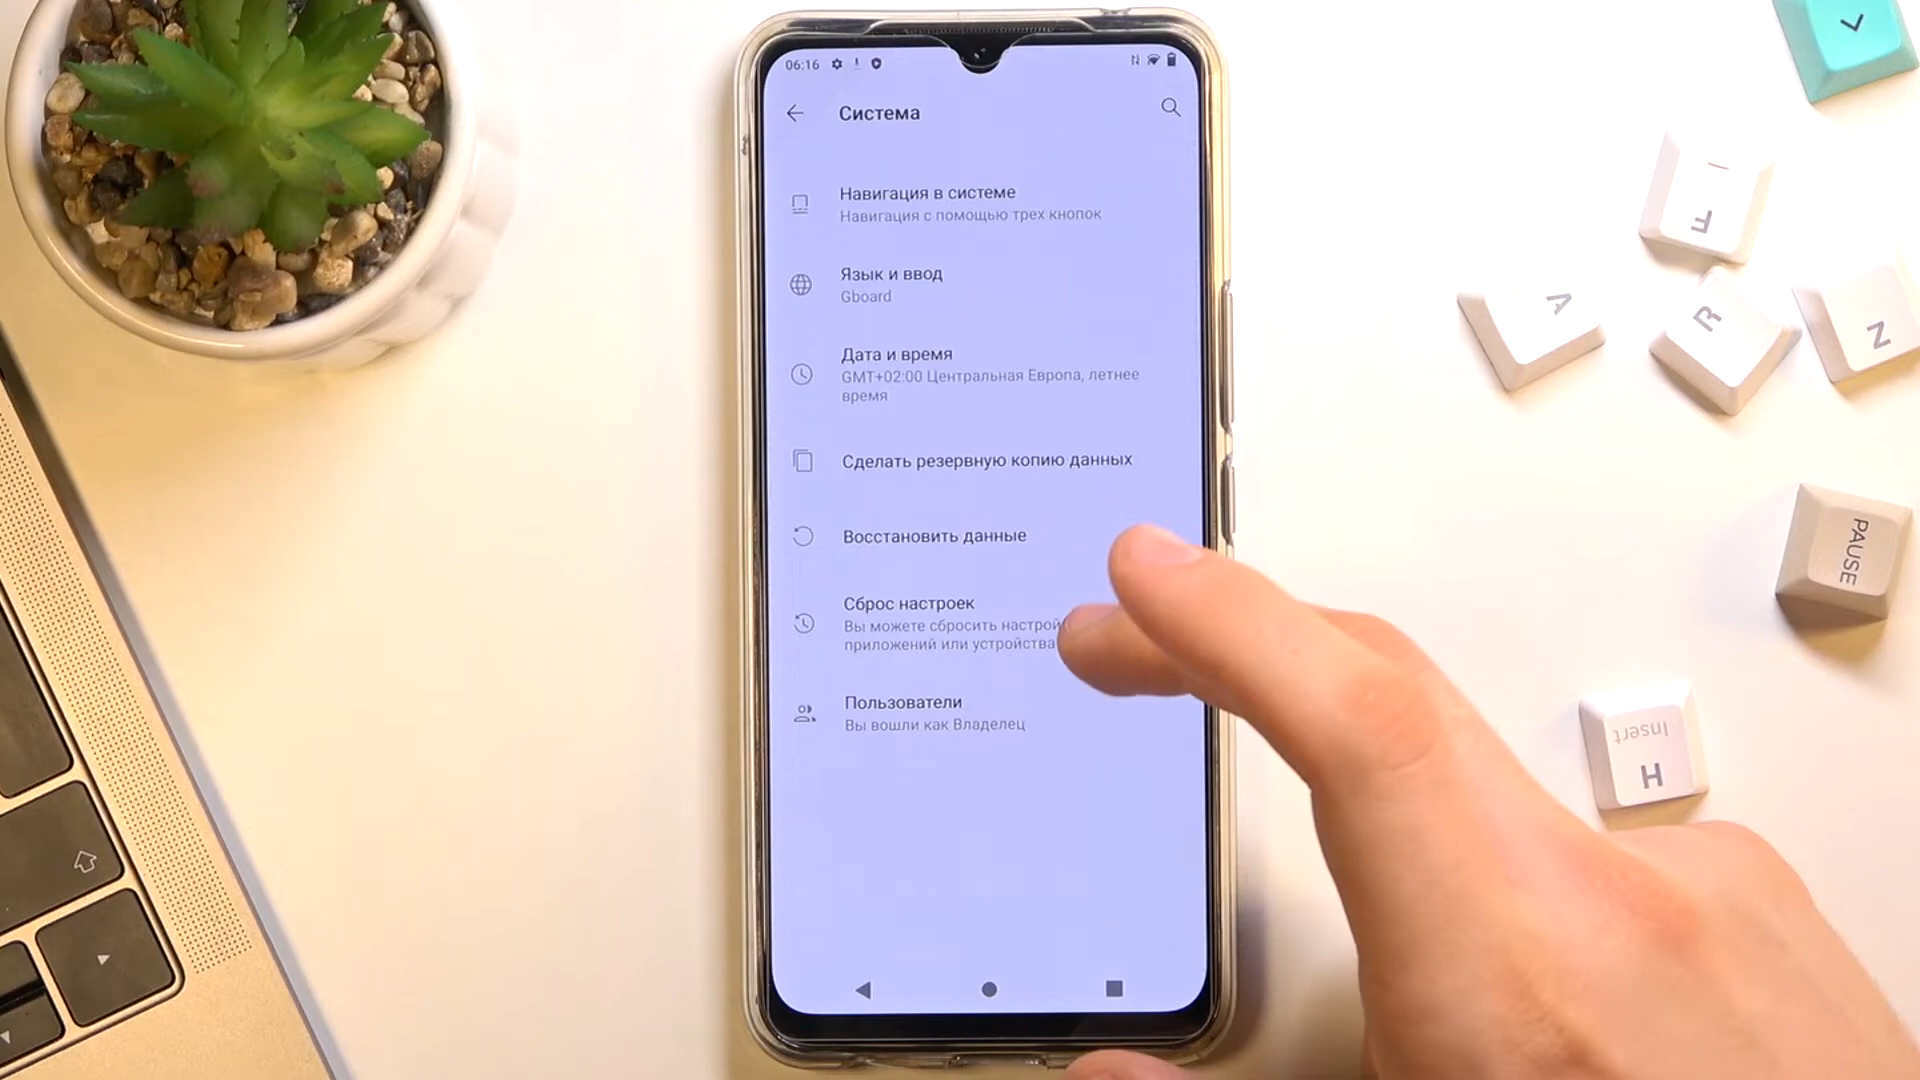 06:16
Система
Навигация в системе
Навигация с помощью трех кнопок
Язык и ввод
Gboard
Дата и время
GMT+02:00 Центральная Европа, летнее
время
Сделать резервную копию данных
Восстановить данные
Сброс настроек
Вы можете сбросить настрой
приложений или устройства
Пользователи
Вы вошли как Владелец
F
A
R
Z
PAUSE
Insert
H